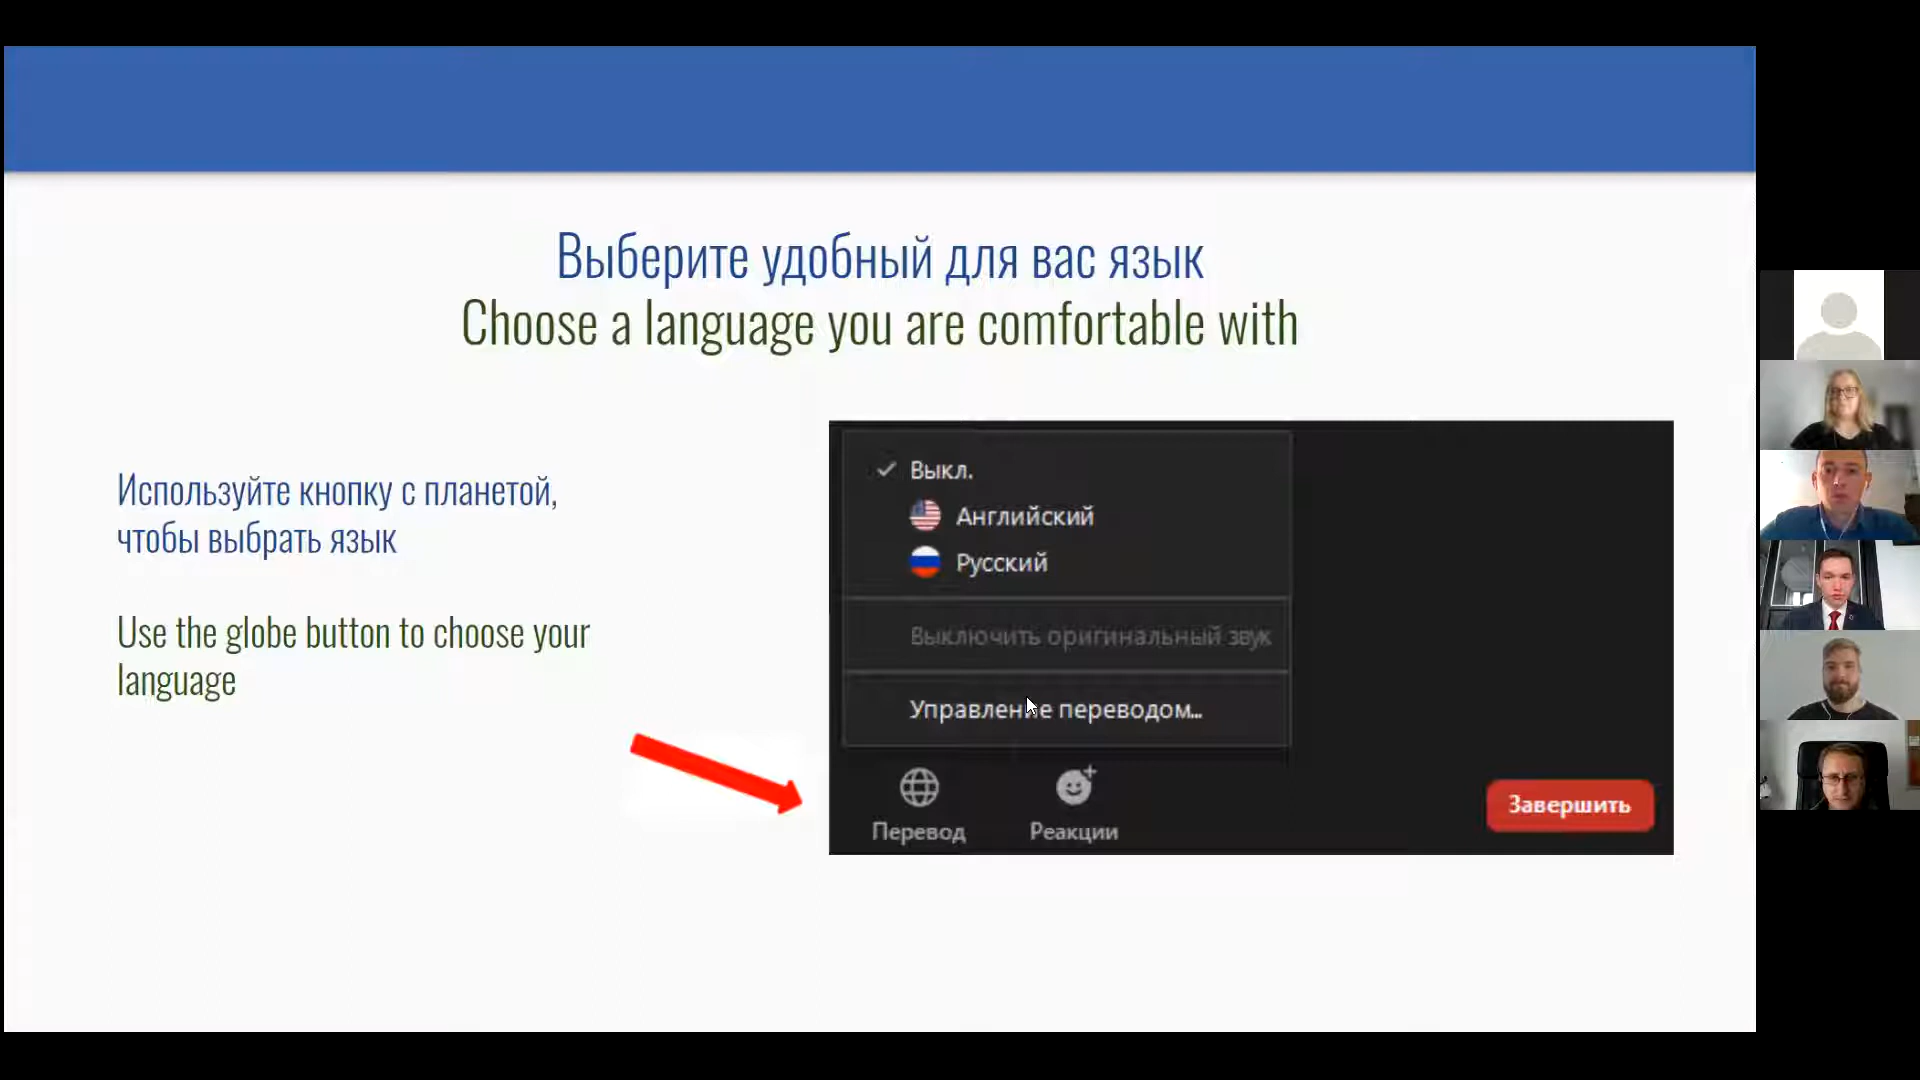 Выберите удобный для вас язык
Choose a language you are comfortable with
Используйте кнопку с планетой,
чтобы выбрать язык
Use the globe button to choose your
language
Выкл.
Английский
Русский
Выключить оригинальный звук
Управление переводом...
Перевод
Реакции
Завершить